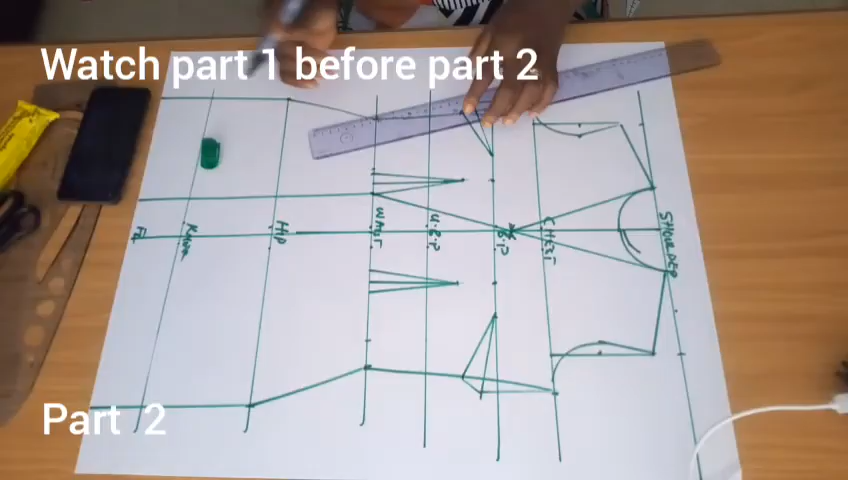 Watch part 1 before part 2
SHOULDER
CHEST
B.P
U.B.P
WAIST
Hip
Knee
FL
Part 2